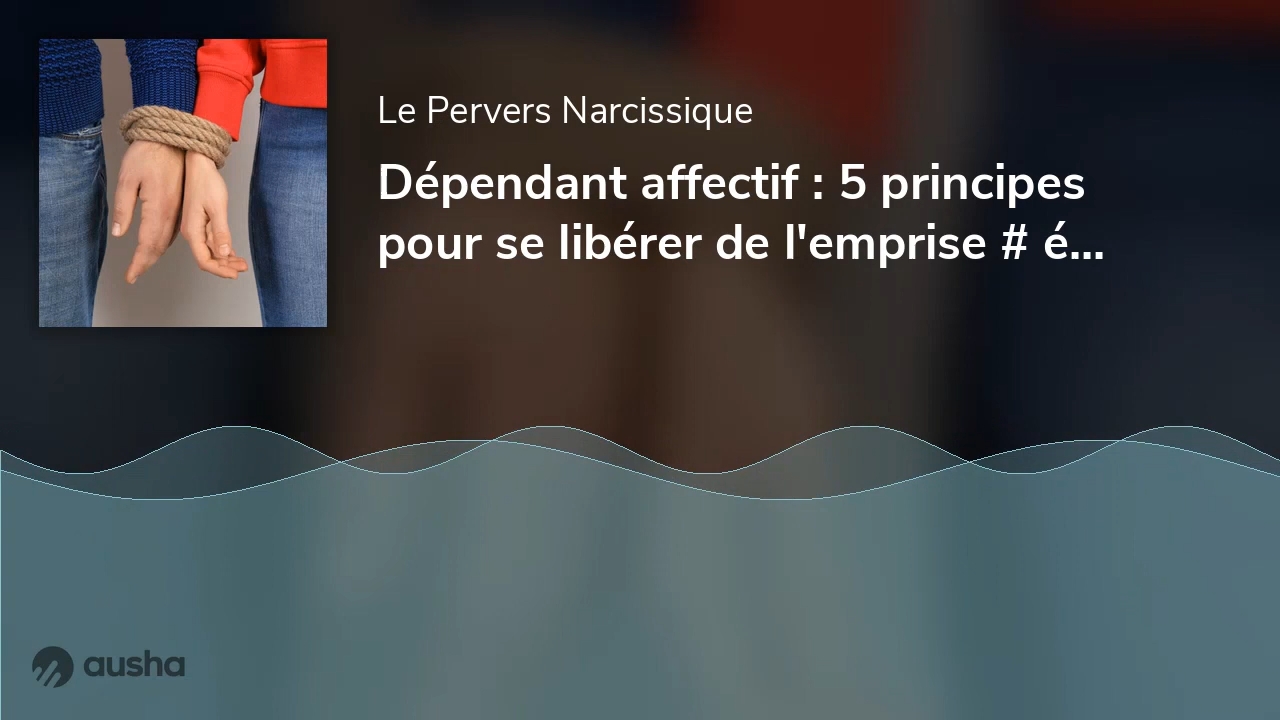 Le Pervers Narcissique
Dépendant affectif : 5 principes
pour se libérer de l'emprise # é...
ausha